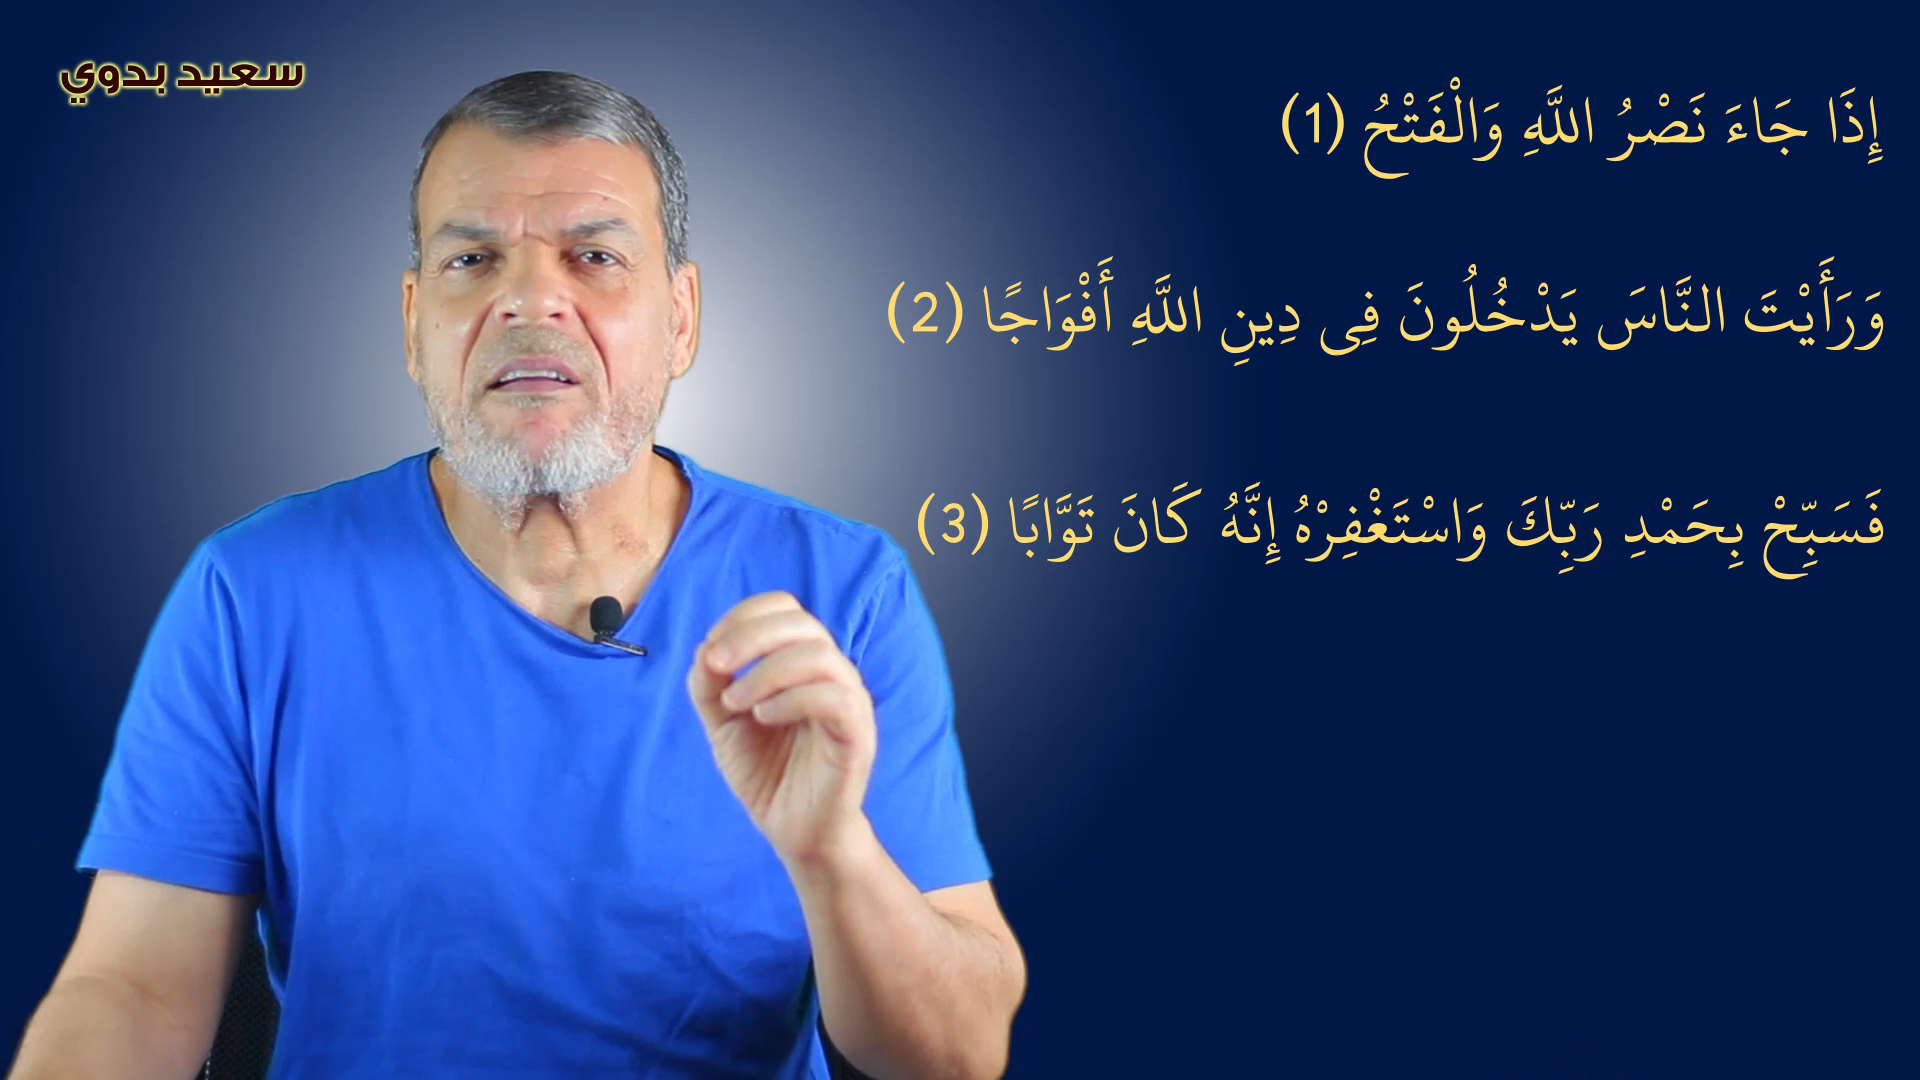 سعيد بدوي
إِذَا جَاءَ نَصْرُ اللَّهِ وَالْفَتْحُ (1)
وَرَأَيْتَ النَّاسَ يَدْخُلُونَ فِى دِينِ اللَّهِ أَفْوَاجًا (2)
فَسَبِّحْ بِحَمْدِ رَبِّكَ وَاسْتَغْفِرْهُ إِنَّهُ كَانَ تَوَّابًا (3)